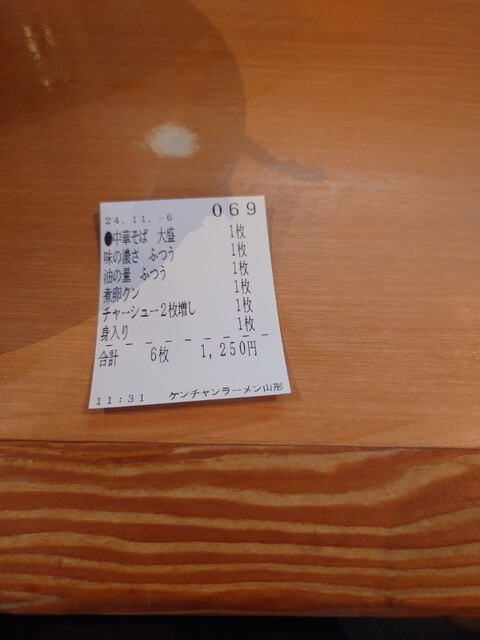 069
24.11.-6
●中華そば 大盛 1枚
味の濃さ ふつう 1枚
油の量 ふつう 1枚
煮卵クン 1枚
チャーシュー2枚増し 1枚
身入り 1枚
合計 6枚 1,250円
11:31 ケンチャンラーメン山形